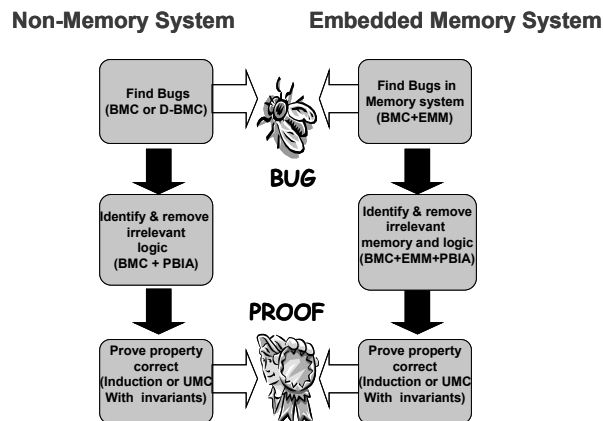 Non-Memory System
Embedded Memory System
Find Bugs
(BMC or D-BMC)
Find Bugs in
Memory system
(BMC+EMM)
BUG
Identify & remove
irrelevant
logic
(BMC + PBIA)
Identify & remove
irrelevant
memory and logic
(BMC+EMM+PBIA)
PROOF
Prove property
correct
(Induction or UMC
With invariants)
Prove property
correct
(Induction or UMC
With invariants)